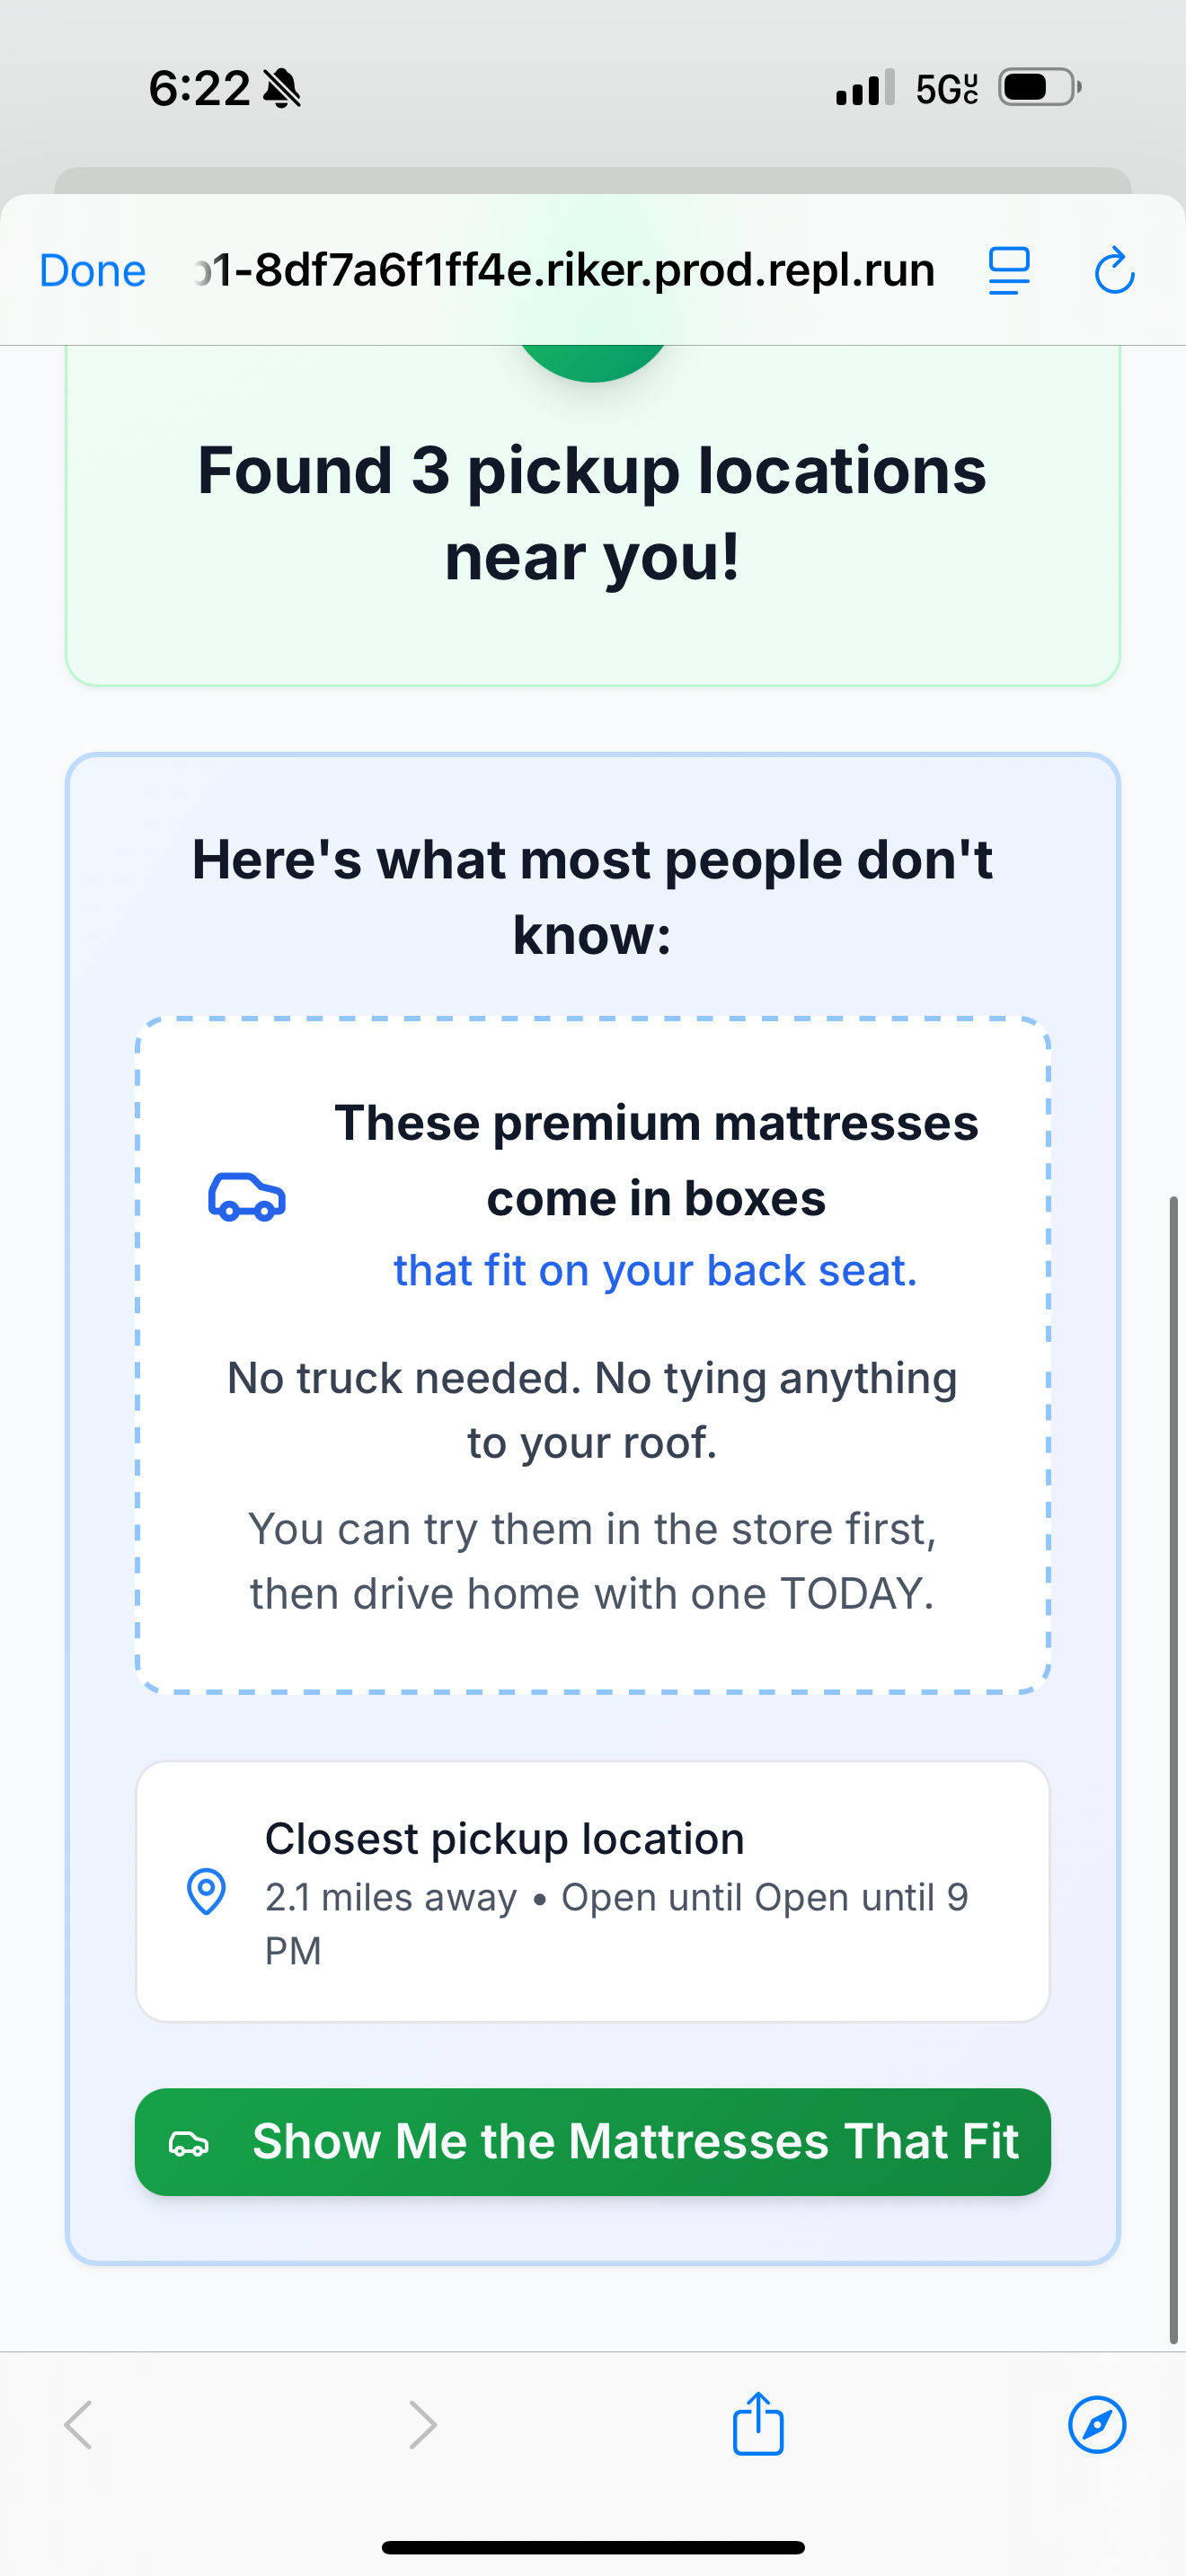 6:22
5G UC
Done
1-8df7a6f1ff4e.riker.prod.repl.run
Found 3 pickup locations
near you!
Here's what most people don't
know:
These premium mattresses
come in boxes
that fit on your back seat.
No truck needed. No tying anything
to your roof.
You can try them in the store first,
then drive home with one TODAY.
Closest pickup location
2.1 miles away • Open until Open until 9
PM
Show Me the Mattresses That Fit